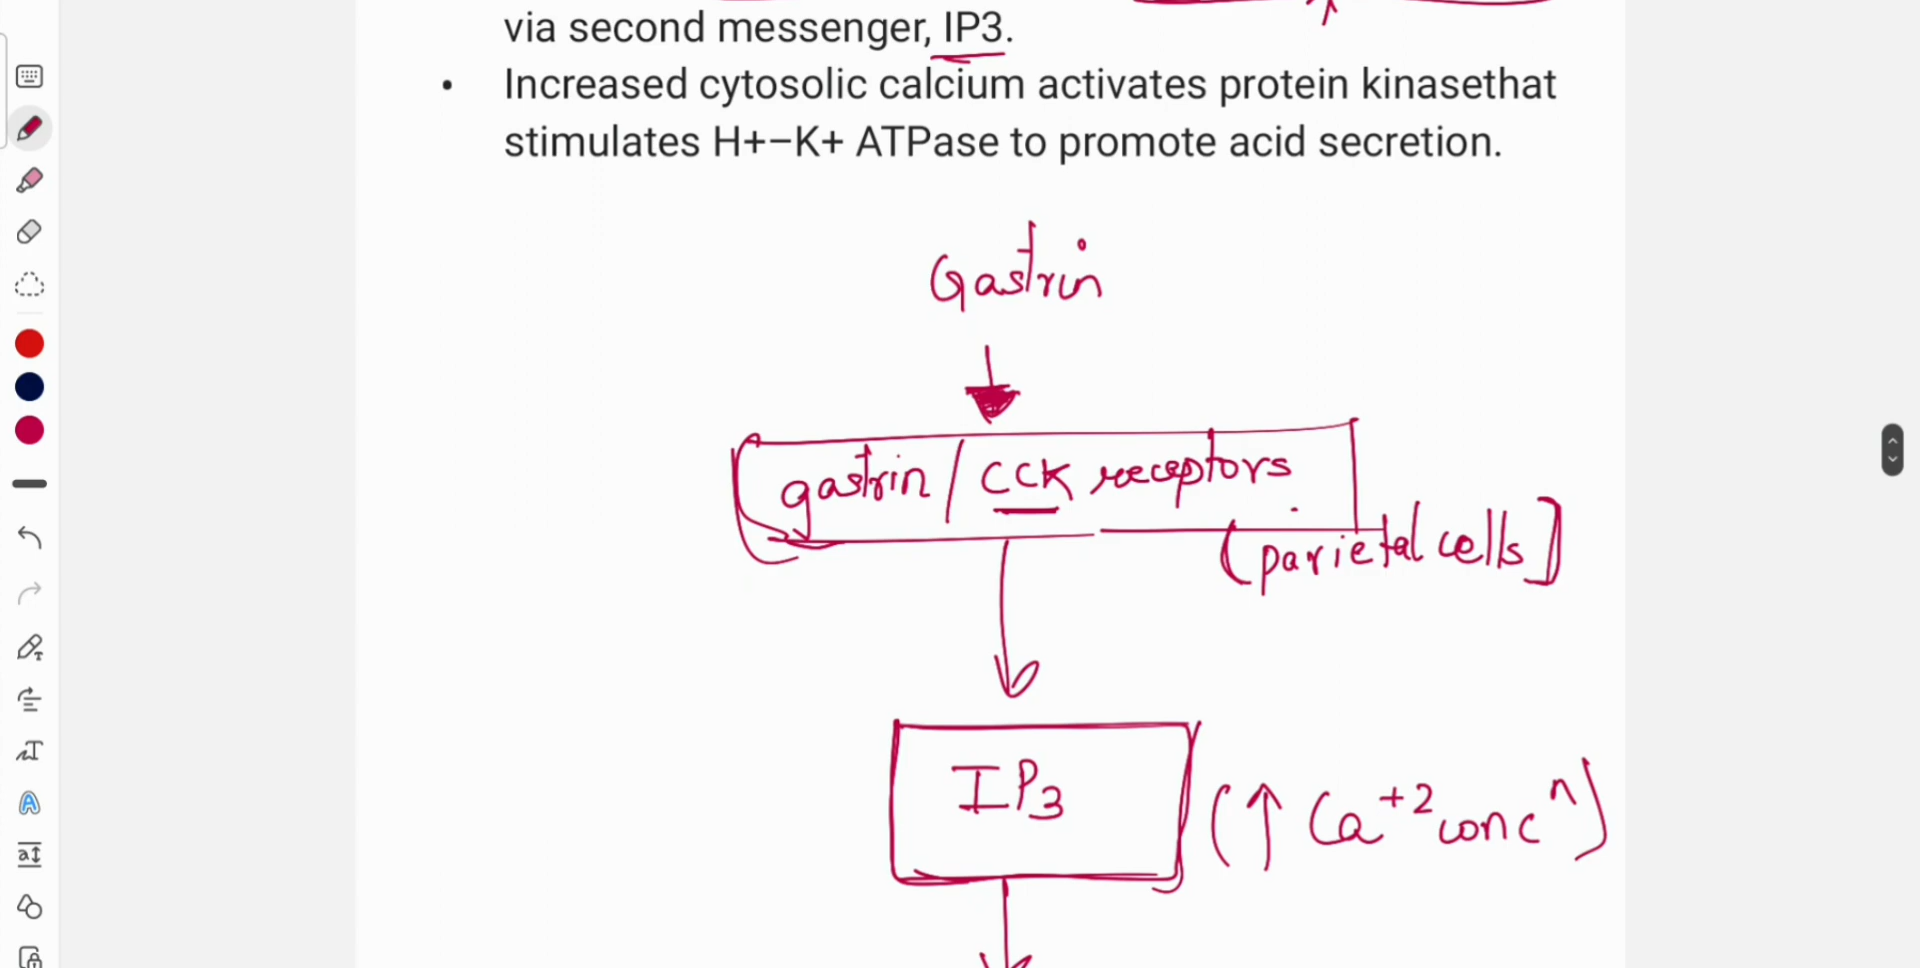 via second messenger, IP3.
• Increased cytosolic calcium activates protein kinasethat
stimulates H+–K+ ATPase to promote acid secretion.
Gastrin
gastrin / CCK receptors
(parietal cells]
IP3
(↑ Ca+2 concn)